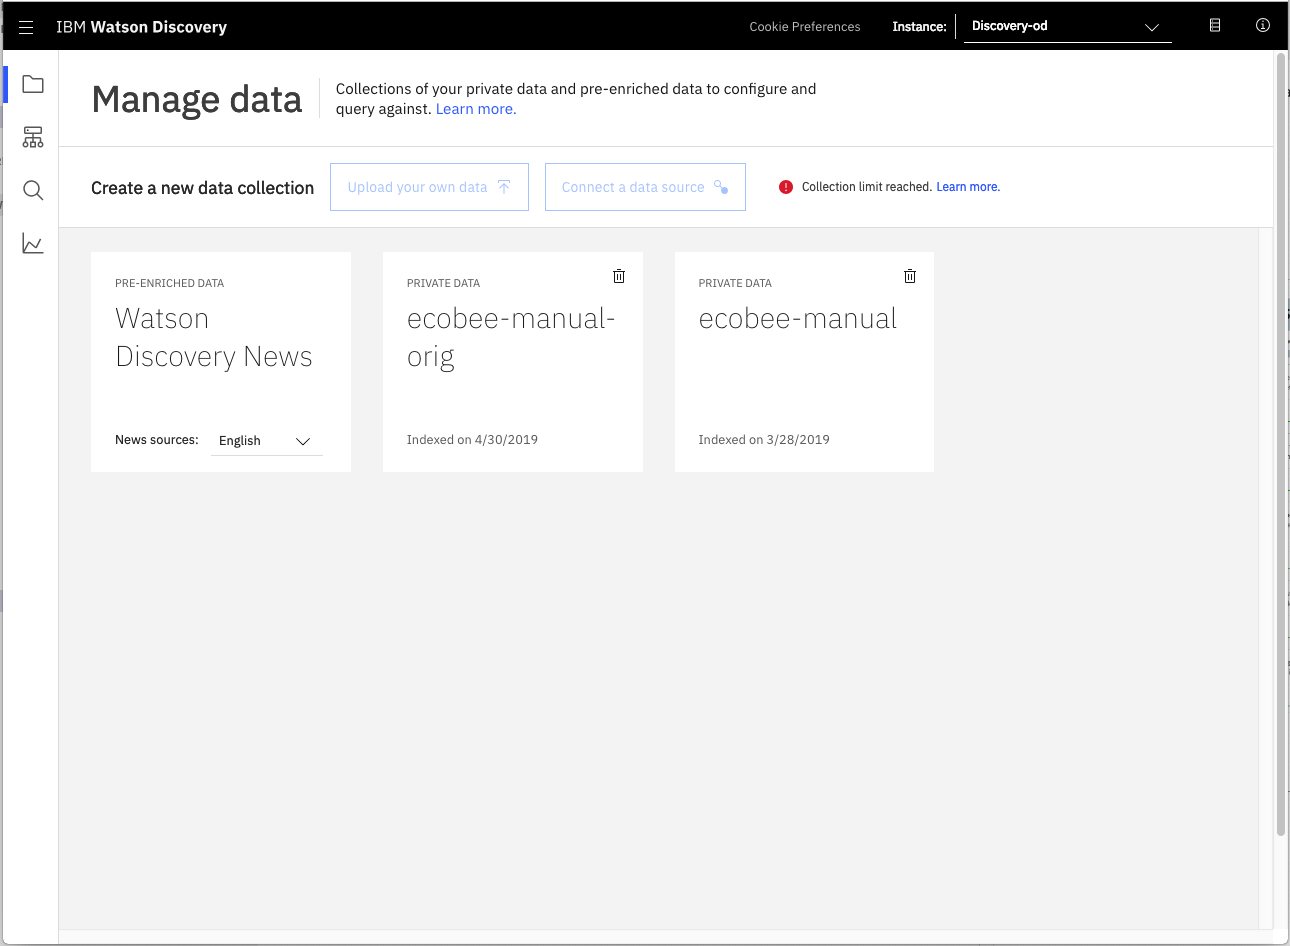 IBM Watson Discovery
Cookie Preferences
Instance:
Discovery-od
Manage data
Collections of your private data and pre-enriched data to configure and
query against. Learn more.
Create a new data collection
Upload your own data
Connect a data source
Collection limit reached. Learn more.
PRE-ENRICHED DATA
Watson
Discovery News
News sources:
English
PRIVATE DATA
ecobee-manual-
orig
Indexed on 4/30/2019
PRIVATE DATA
ecobee-manual
Indexed on 3/28/2019